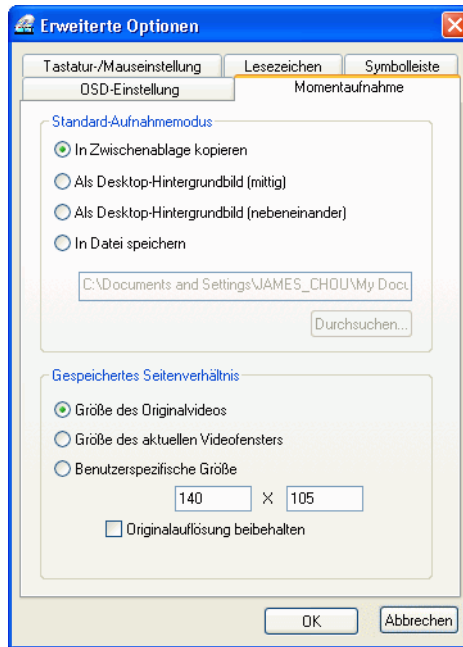 Erweiterte Optionen
Tastatur-/Mauseinstellung Lesezeichen Symbolleiste
OSD-Einstellung Momentaufnahme
Standard-Aufnahmemodus
In Zwischenablage kopieren
Als Desktop-Hintergrundbild (mittig)
Als Desktop-Hintergrundbild (nebeneinander)
In Datei speichern
C:\Documents and Settings\JAMES_CHOU\My Docu
Durchsuchen...
Gespeichertes Seitenverhältnis
Größe des Originalvideos
Größe des aktuellen Videofensters
Benutzerspezifische Größe
140 X 105
Originalauflösung beibehalten
OK Abbrechen